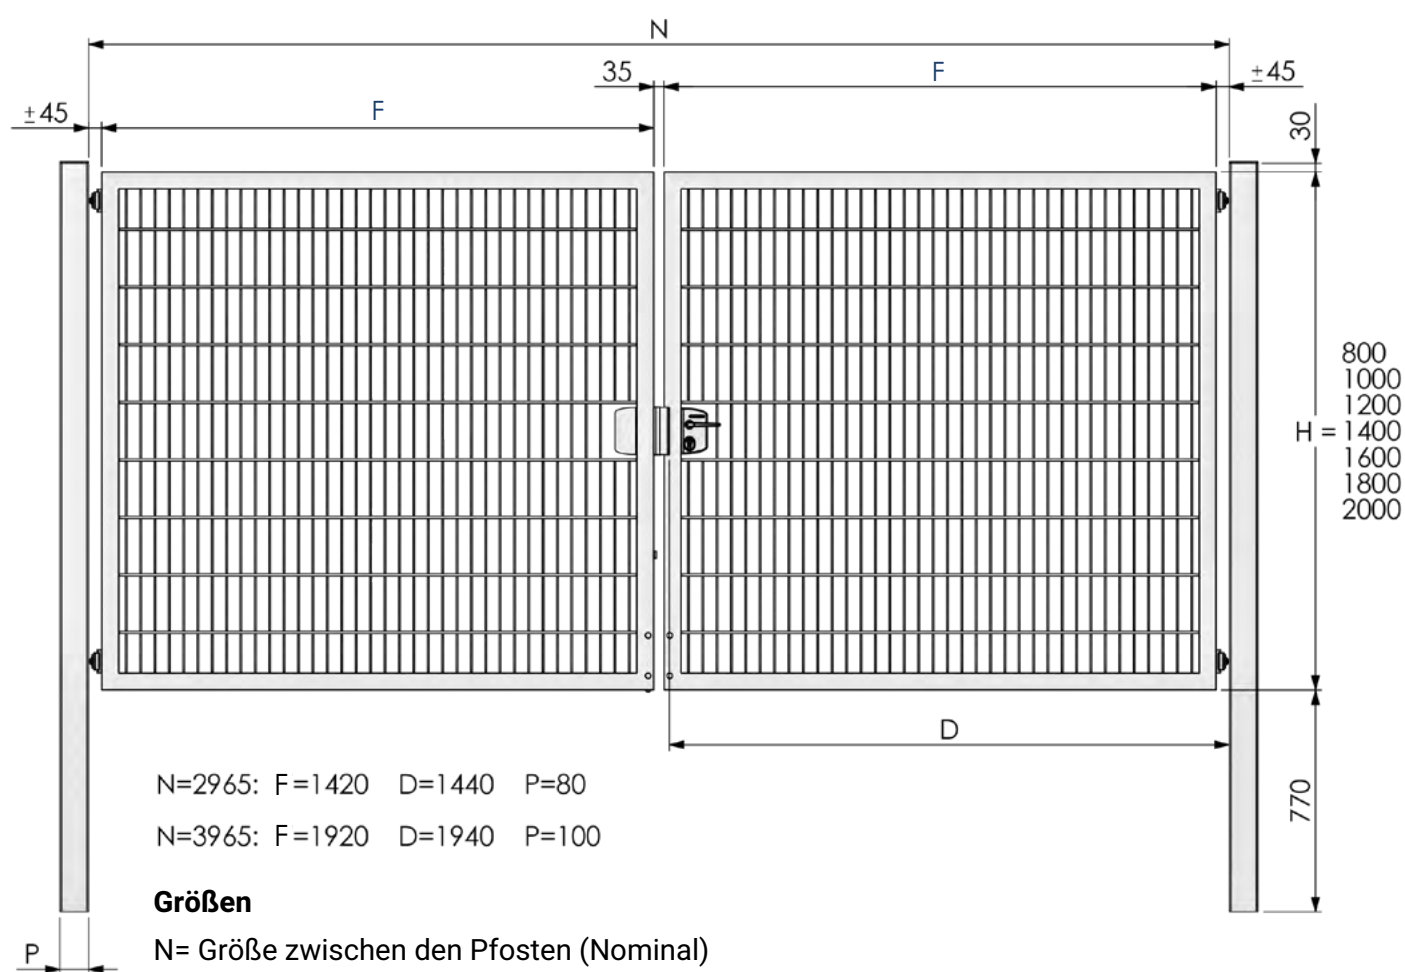 N
35
F
±45
±45
F
30
800
1000
1200
H = 1400
1600
1800
2000
D
N=2965: F=1420 D=1440 P=80
770
N=3965: F=1920 D=1940 P=100
Größen
P
N= Größe zwischen den Pfosten (Nominal)